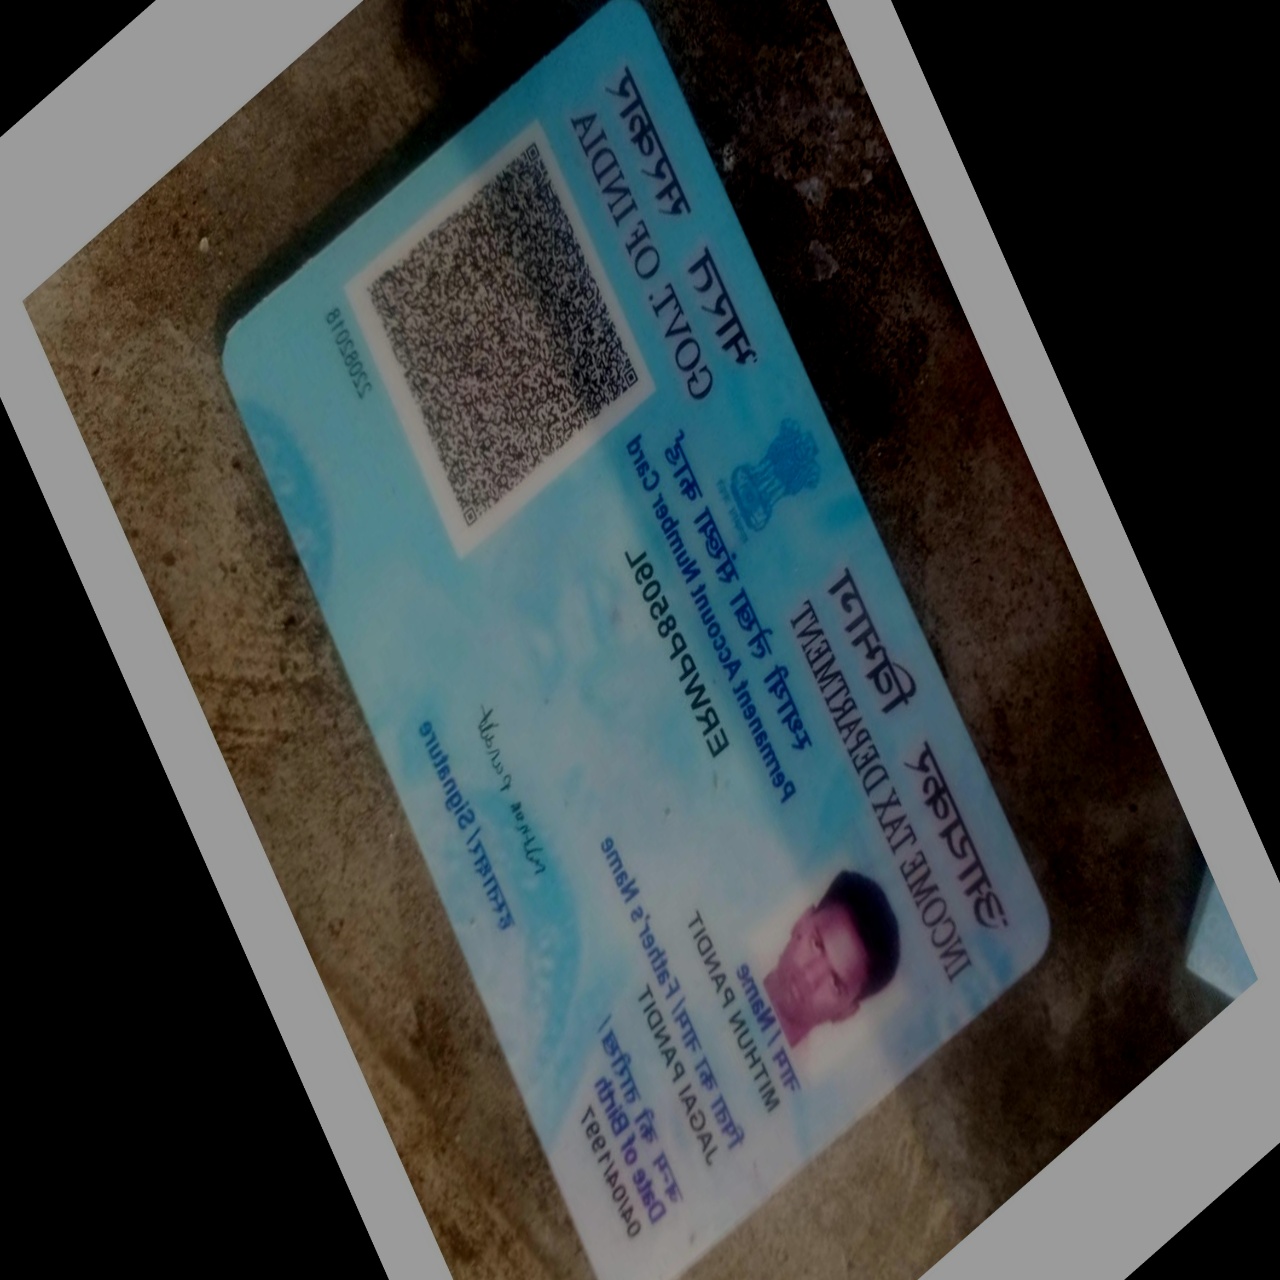 आयकर विभाग
INCOME TAX DEPARTMENT
भारत सरकार
GOVT. OF INDIA
स्थायी लेखा संख्या कार्ड
Permanent Account Number Card
ERWPP8509L
नाम / Name
MITHUN PANDIT
पिता का नाम / Father's Name
JAGAI PANDIT
जन्म की तारीख /
Date of Birth
04/04/1997
हस्ताक्षर / Signature
22082018